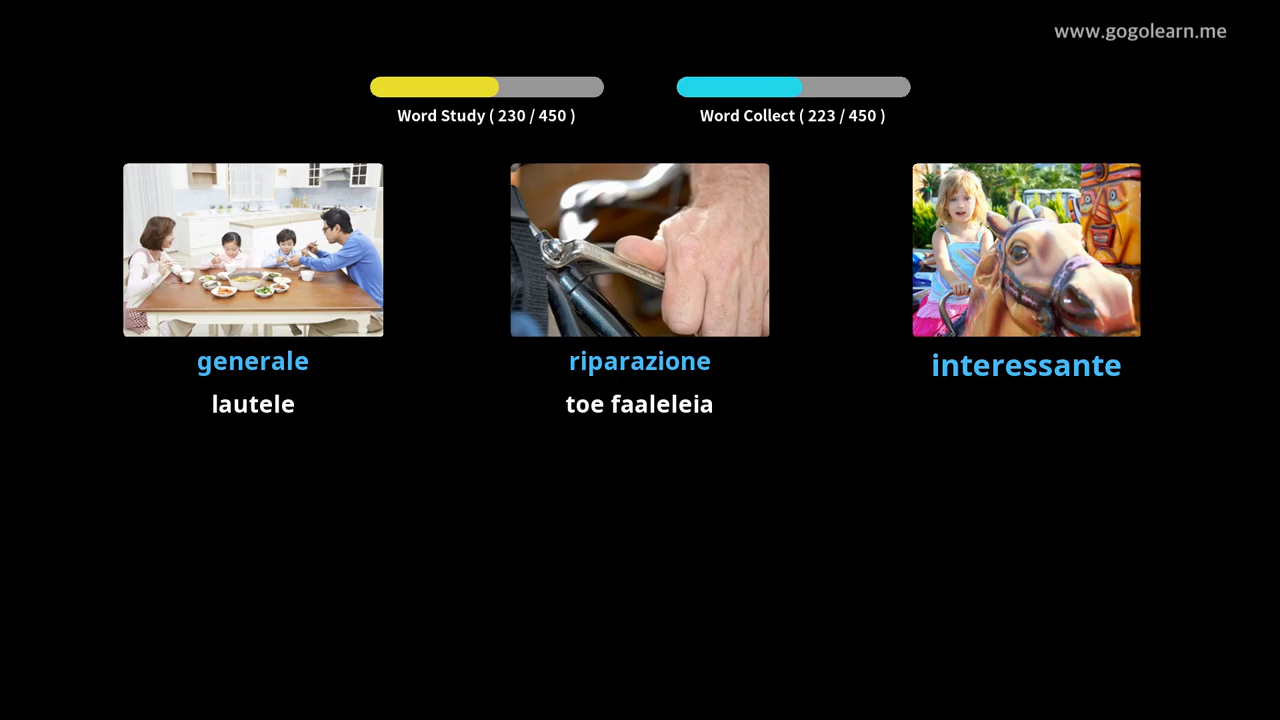 www.gogolearn.me
Word Study ( 230 / 450 )
Word Collect ( 223 / 450 )
generale
riparazione
interessante
lautele
toe faaleleia